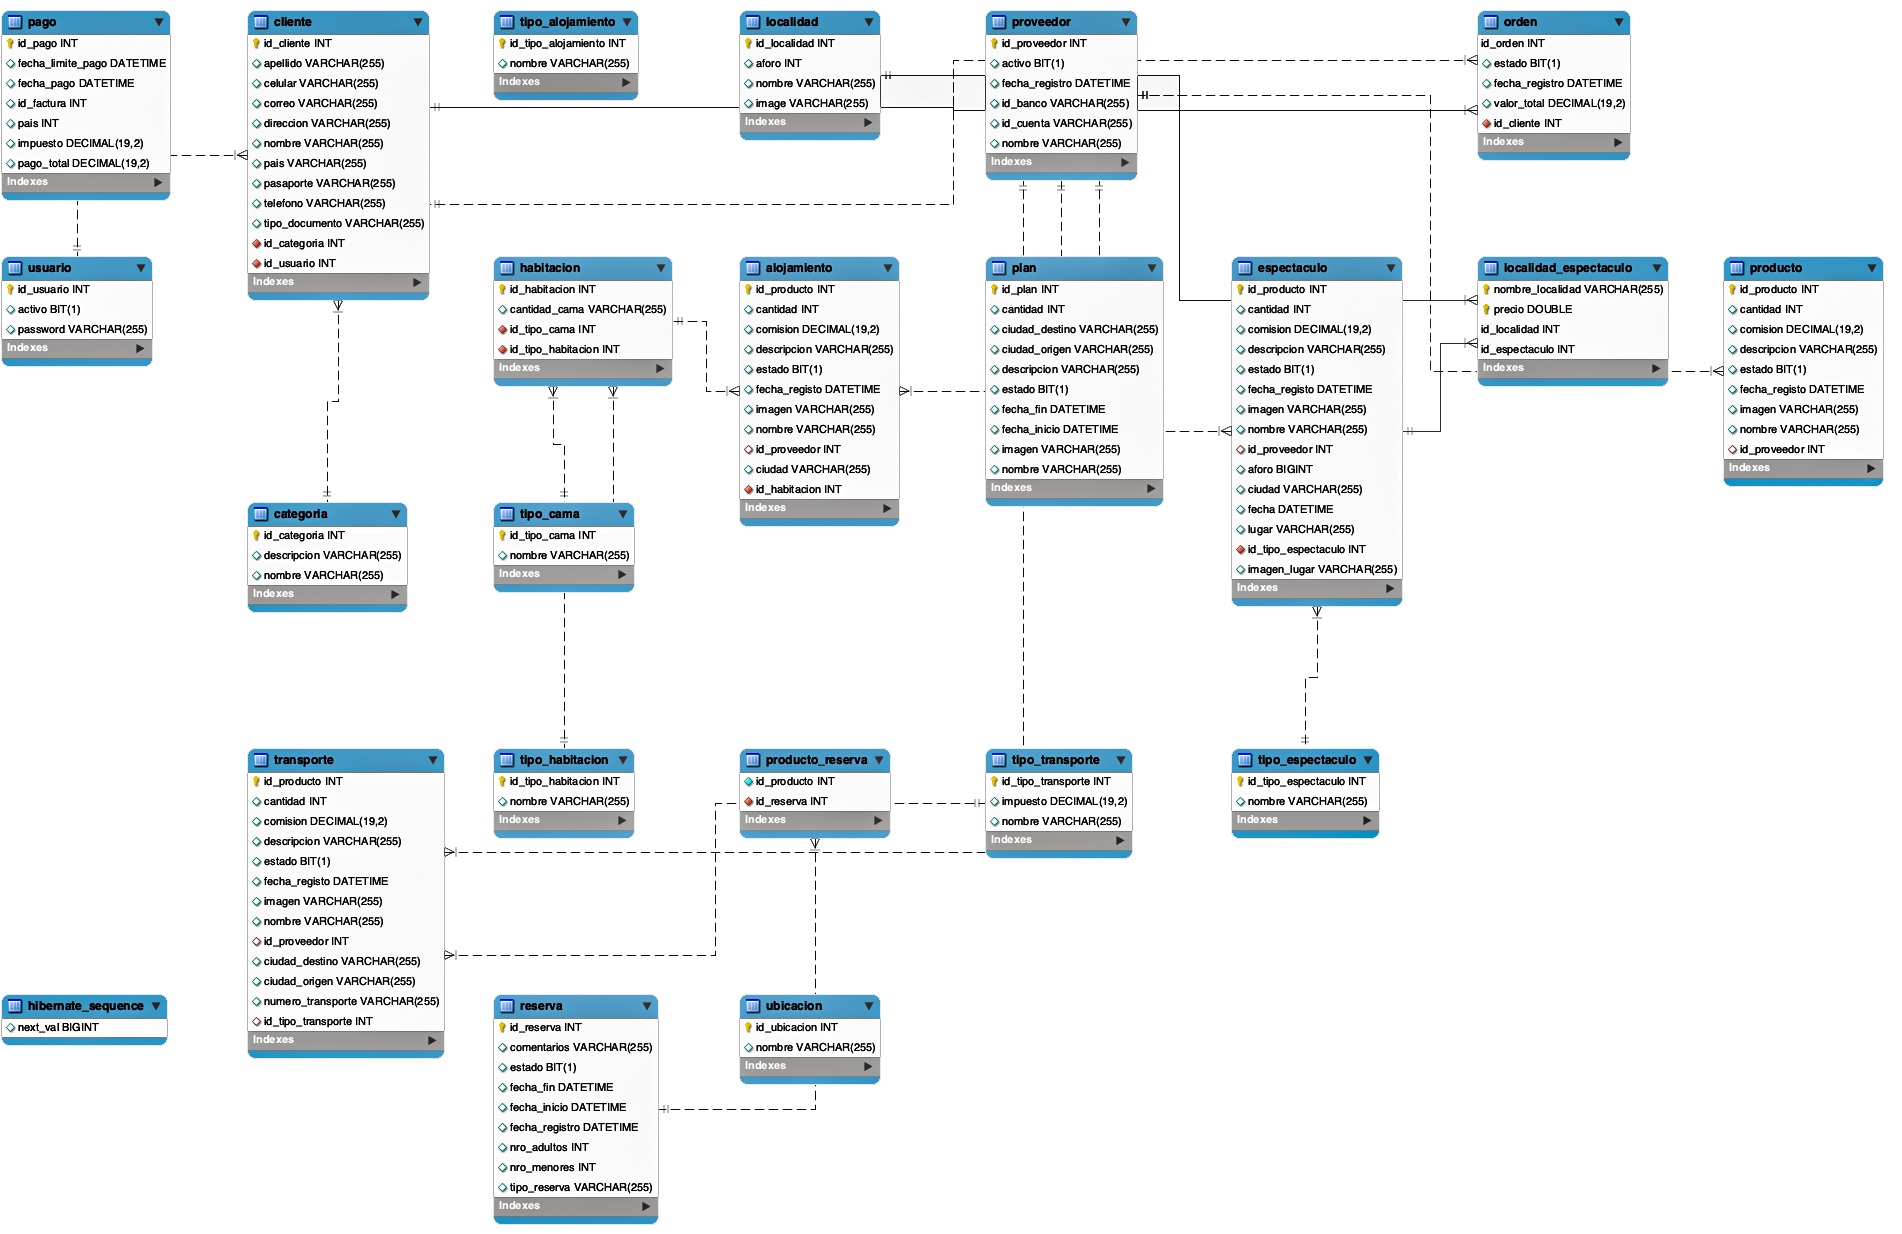 pago
id_pago INT
fecha_limite_pago DATETIME
fecha_pago DATETIME
id_factura INT
pais INT
impuesto DECIMAL(19,2)
pago_total DECIMAL(19,2)
Indexes
cliente
id_cliente INT
apellido VARCHAR(255)
celular VARCHAR(255)
correo VARCHAR(255)
direccion VARCHAR(255)
nombre VARCHAR(255)
pais VARCHAR(255)
pasaporte VARCHAR(255)
telefono VARCHAR(255)
tipo_documento VARCHAR(255)
id_categoria INT
id_usuario INT
Indexes
tipo_alojamiento
id_tipo_alojamiento INT
nombre VARCHAR(255)
Indexes
localidad
id_localidad INT
aforo INT
nombre VARCHAR(255)
image VARCHAR(255)
Indexes
proveedor
id_proveedor INT
activo BIT(1)
fecha_registro DATETIME
id_banco VARCHAR(255)
id_cuenta VARCHAR(255)
nombre VARCHAR(255)
Indexes
orden
id_orden INT
estado BIT(1)
fecha_registro DATETIME
valor_total DECIMAL(19,2)
id_cliente INT
Indexes
usuario
id_usuario INT
activo BIT(1)
password VARCHAR(255)
Indexes
habitacion
id_habitacion INT
cantidad_cama VARCHAR(255)
id_tipo_cama INT
id_tipo_habitacion INT
Indexes
alojamiento
id_producto INT
cantidad INT
comision DECIMAL(19,2)
descripcion VARCHAR(255)
estado BIT(1)
fecha_registo DATETIME
imagen VARCHAR(255)
nombre VARCHAR(255)
id_proveedor INT
ciudad VARCHAR(255)
id_habitacion INT
Indexes
plan
id_plan INT
cantidad INT
ciudad_destino VARCHAR(255)
ciudad_origen VARCHAR(255)
descripcion VARCHAR(255)
estado BIT(1)
fecha_fin DATETIME
fecha_inicio DATETIME
imagen VARCHAR(255)
nombre VARCHAR(255)
Indexes
espectaculo
id_producto INT
cantidad INT
comision DECIMAL(19,2)
descripcion VARCHAR(255)
estado BIT(1)
fecha_registo DATETIME
imagen VARCHAR(255)
nombre VARCHAR(255)
id_proveedor INT
aforo BIGINT
ciudad VARCHAR(255)
fecha DATETIME
lugar VARCHAR(255)
id_tipo_espectaculo INT
imagen_lugar VARCHAR(255)
Indexes
localidad_espectaculo
nombre_localidad VARCHAR(255)
precio DOUBLE
id_localidad INT
id_espectaculo INT
Indexes
producto
id_producto INT
cantidad INT
comision DECIMAL(19,2)
descripcion VARCHAR(255)
estado BIT(1)
fecha_registo DATETIME
imagen VARCHAR(255)
nombre VARCHAR(255)
id_proveedor INT
Indexes
categoria
id_categoria INT
descripcion VARCHAR(255)
nombre VARCHAR(255)
Indexes
tipo_cama
id_tipo_cama INT
nombre VARCHAR(255)
Indexes
transporte
id_producto INT
cantidad INT
comision DECIMAL(19,2)
descripcion VARCHAR(255)
estado BIT(1)
fecha_registo DATETIME
imagen VARCHAR(255)
nombre VARCHAR(255)
id_proveedor INT
ciudad_destino VARCHAR(255)
ciudad_origen VARCHAR(255)
numero_transporte VARCHAR(255)
id_tipo_transporte INT
Indexes
tipo_habitacion
id_tipo_habitacion INT
nombre VARCHAR(255)
Indexes
producto_reserva
id_producto INT
id_reserva INT
Indexes
tipo_transporte
id_tipo_transporte INT
impuesto DECIMAL(19,2)
nombre VARCHAR(255)
Indexes
tipo_espectaculo
id_tipo_espectaculo INT
nombre VARCHAR(255)
Indexes
hibernate_sequence
next_val BIGINT
reserva
id_reserva INT
comentarios VARCHAR(255)
estado BIT(1)
fecha_fin DATETIME
fecha_inicio DATETIME
fecha_registro DATETIME
nro_adultos INT
nro_menores INT
tipo_reserva VARCHAR(255)
Indexes
ubicacion
id_ubicacion INT
nombre VARCHAR(255)
Indexes